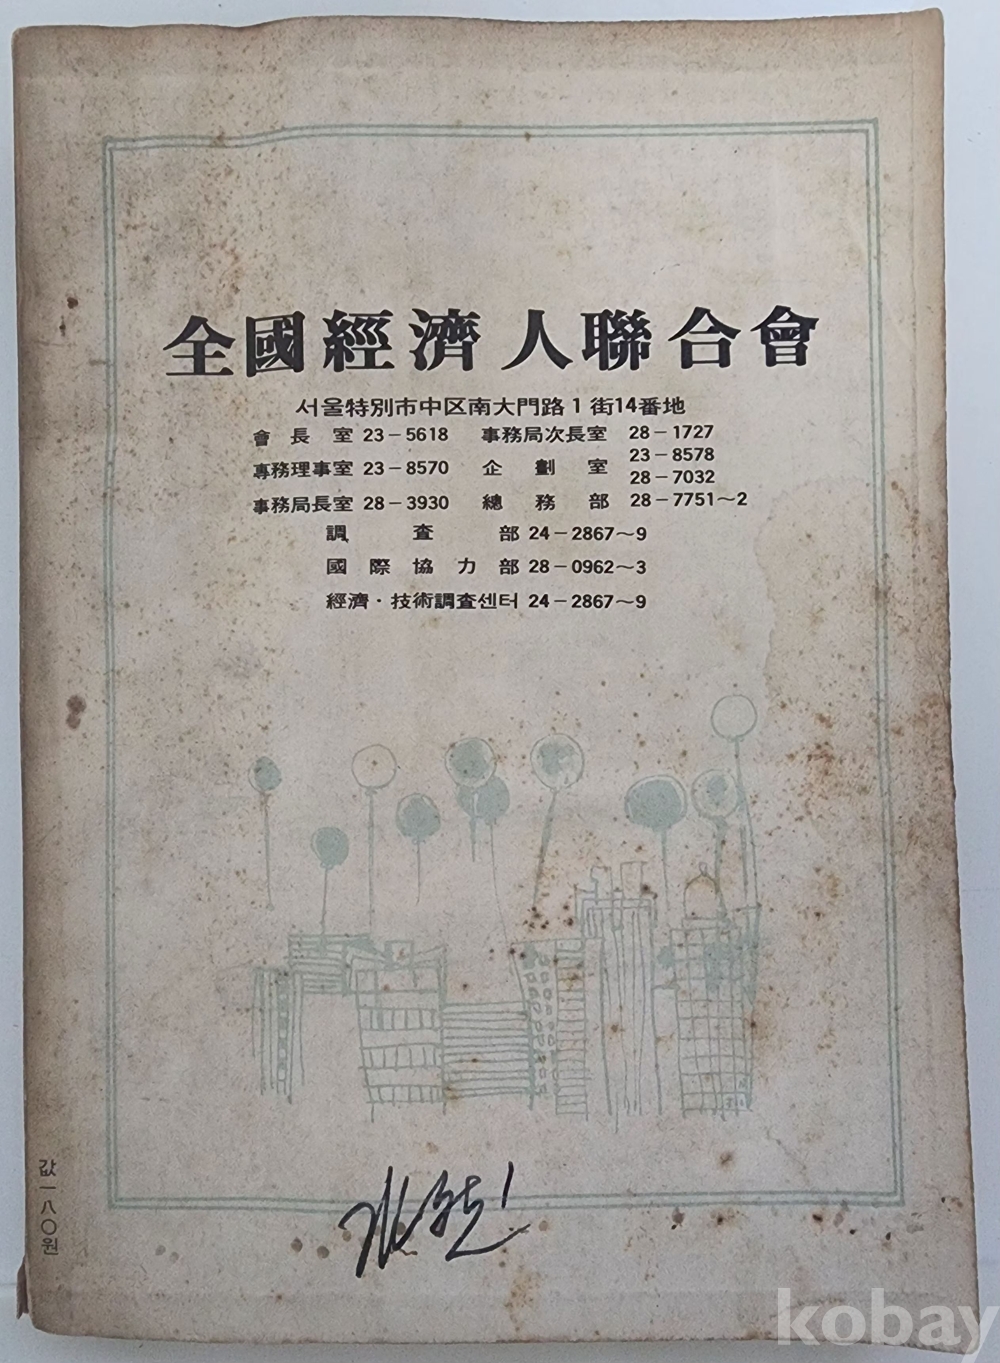 全國經濟人聯合會
서울特別市中区南大門路1街14番地
會長室 23-5618 事務局次長室 28-1727
專務理事室 23-8570 企劃室 23-8578
28-7032
事務局長室 28-3930 總務部 28-7751~2
調査部 24-2867~9
國際協力部 28-0962~3
經濟·技術調査센터 24-2867~9
값一八〇원
kobay